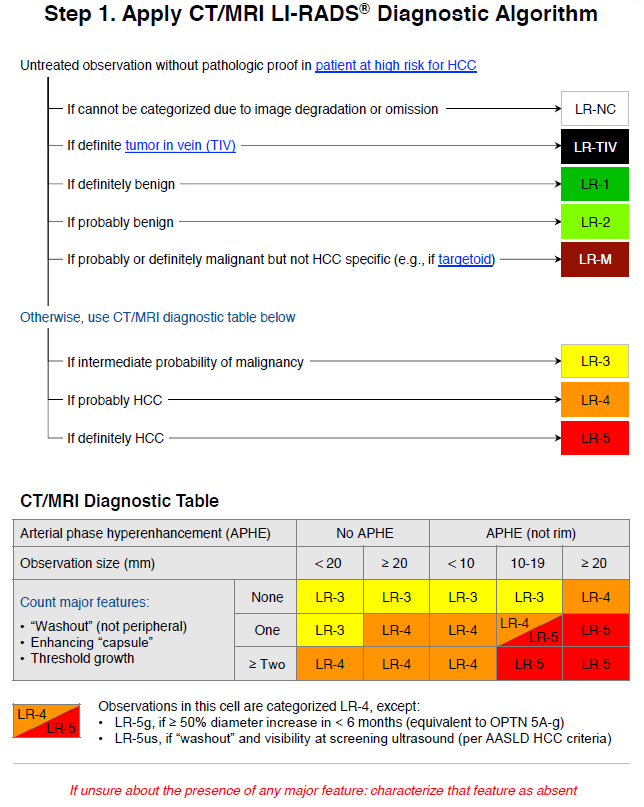 Step 1. Apply CT/MRI LI-RADS® Diagnostic Algorithm
Untreated observation without pathologic proof in patient at high risk for HCC
If cannot be categorized due to image degradation or omission LR-NC
If definite tumor in vein (TIV) LR-TIV
If definitely benign LR-1
If probably benign LR-2
If probably or definitely malignant but not HCC specific (e.g., if targetoid) LR-M
Otherwise, use CT/MRI diagnostic table below
If intermediate probability of malignancy LR-3
If probably HCC LR-4
If definitely HCC LR-5
CT/MRI Diagnostic Table
Arterial phase hyperenhancement (APHE) No APHE APHE (not rim)
Observation size (mm) < 20 ≥ 20 < 10 10-19 ≥ 20
Count major features:
• “Washout” (not peripheral)
• Enhancing “capsule”
• Threshold growth
None LR-3 LR-3 LR-3 LR-3 LR-4
One LR-3 LR-4 LR-4 LR-4 LR-5 LR-5
≥ Two LR-4 LR-4 LR-4 LR-5 LR-5
LR-4 LR-5
Observations in this cell are categorized LR-4, except:
• LR-5g, if ≥ 50% diameter increase in < 6 months (equivalent to OPTN 5A-g)
• LR-5us, if “washout” and visibility at screening ultrasound (per AASLD HCC criteria)
If unsure about the presence of any major feature: characterize that feature as absent